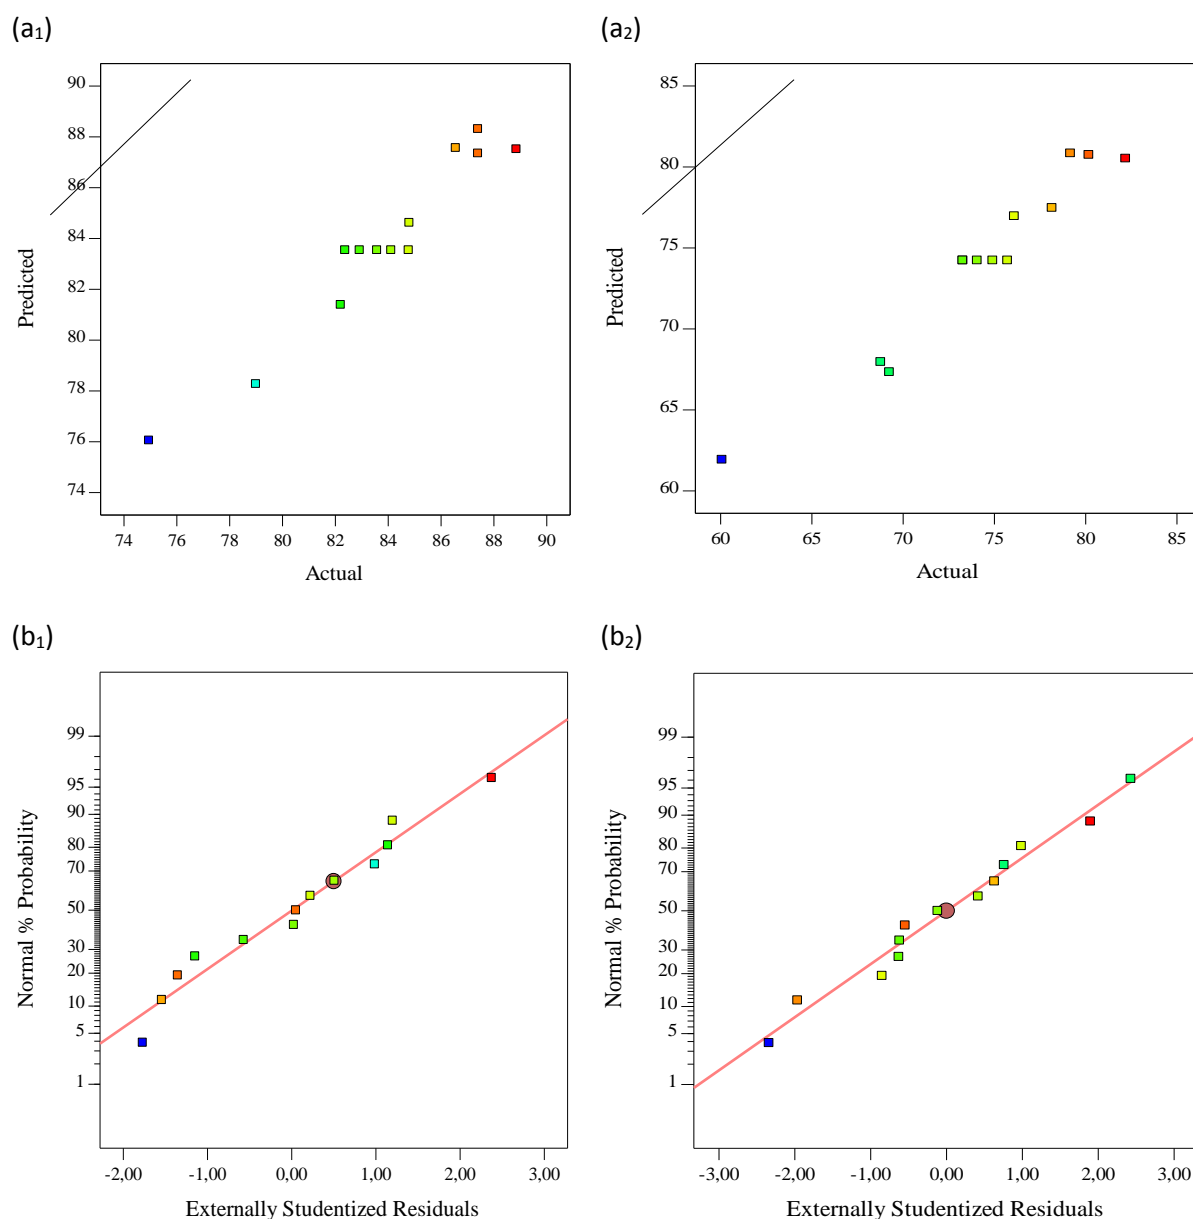 (a1)
(a2)
90
88
86
84
82
80
78
76
74
Predicted
74 76 78 80 82 84 86 88 90
Actual
85
80
75
70
65
60
Predicted
60 65 70 75 80 85
Actual
(b1)
(b2)
99
95
90
80
70
50
30
20
10
5
1
Normal % Probability
-2,00 -1,00 0,00 1,00 2,00 3,00
Externally Studentized Residuals
99
95
90
80
70
50
30
20
10
5
1
Normal % Probability
-3,00 -2,00 -1,00 0,00 1,00 2,00 3,00
Externally Studentized Residuals